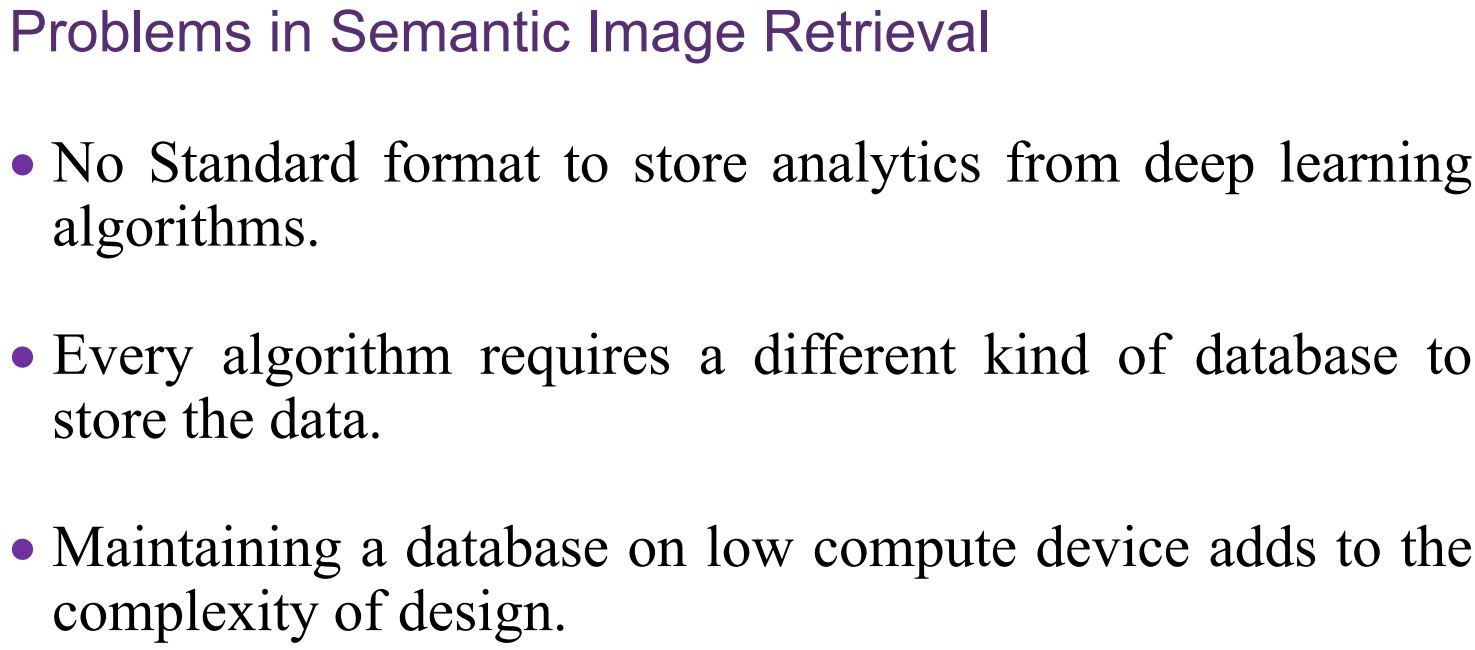 Problems in Semantic Image Retrieval
• No Standard format to store analytics from deep learning
algorithms.
• Every algorithm requires a different kind of database to
store the data.
• Maintaining a database on low compute device adds to the
complexity of design.